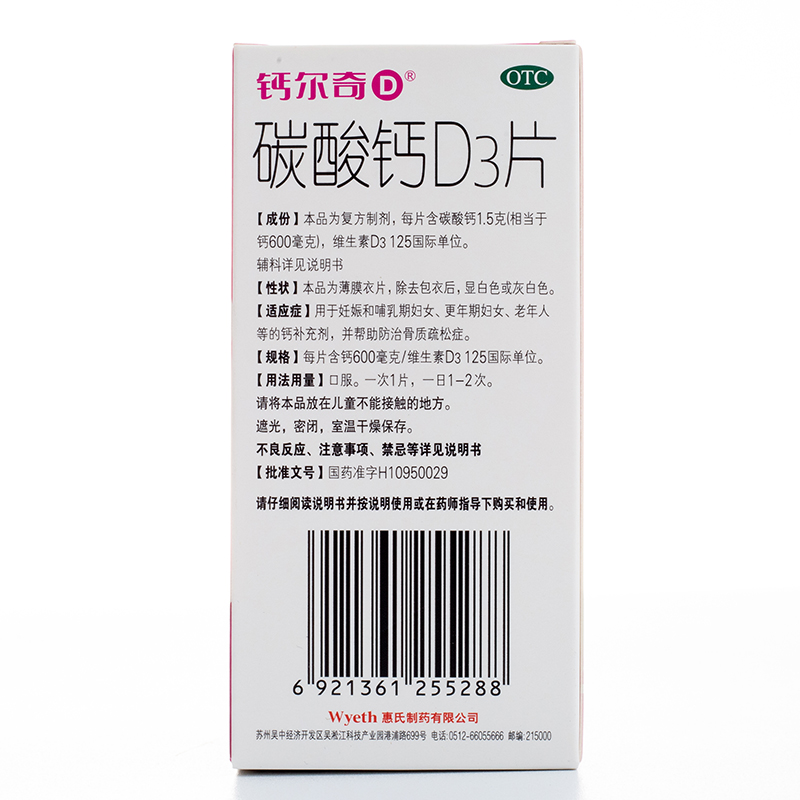 钙尔奇D®
OTC
碳酸钙D3片
【成份】本品为复方制剂，每片含碳酸钙1.5克(相当于
钙600毫克)，维生素D3 125国际单位。
辅料详见说明书
【性状】本品为薄膜衣片，除去包衣后，显白色或灰白色。
【适应症】用于妊娠和哺乳期妇女、更年期妇女、老年人
等的钙补充剂，并帮助防治骨质疏松症。
【规格】每片含钙600毫克/维生素D3 125国际单位。
【用法用量】口服。一次1片，一日1-2次。
请将本品放在儿童不能接触的地方。
遮光，密闭，室温干燥保存。
不良反应、注意事项、禁忌等详见说明书
【批准文号】国药准字H10950029
请仔细阅读说明书并按说明使用或在药师指导下购买和使用。
6 921361 255288
Wyeth 惠氏制药有限公司
苏州吴中经济开发区吴淞江科技产业园港浦路699号 电话:0512-66055666 邮编:215000